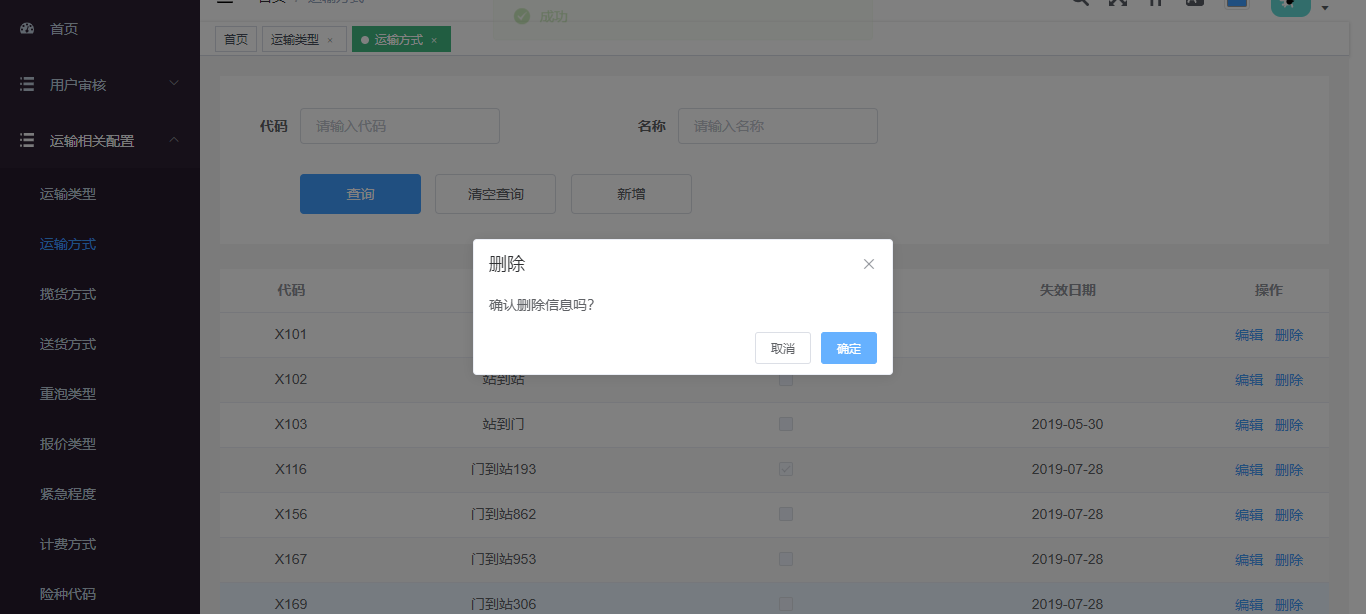 首页 / 运输方式
成功
首页
用户审核
运输相关配置
运输类型
运输方式
揽货方式
送货方式
重泡类型
报价类型
紧急程度
计费方式
险种代码
首页 运输类型 × 运输方式 ×
代码 请输入代码 名称 请输入名称
查询 清空查询 新增
删除
确认删除信息吗?
取消 确定
代码 失效日期 操作
X101 编辑 删除
X102 站到站 编辑 删除
X103 站到门 2019-05-30 编辑 删除
X116 门到站193 2019-07-28 编辑 删除
X156 门到站862 2019-07-28 编辑 删除
X167 门到站953 2019-07-28 编辑 删除
X169 门到站306 2019-07-28 编辑 删除